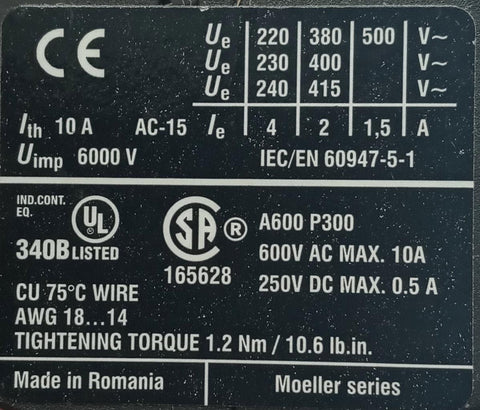 CE Ue 220 380 500 V~
Ue 230 400 V~
Ue 240 415 V~
Ith 10 A AC-15 Ie 4 2 1,5 A
Uimp 6000 V IEC/EN 60947-5-1
IND.CONT.
EQ.
UL
340B LISTED
SA ®
165628
A600 P300
600V AC MAX. 10A
250V DC MAX. 0.5 A
CU 75°C WIRE
AWG 18...14
TIGHTENING TORQUE 1.2 Nm / 10.6 lb.in.
Made in Romania Moeller series